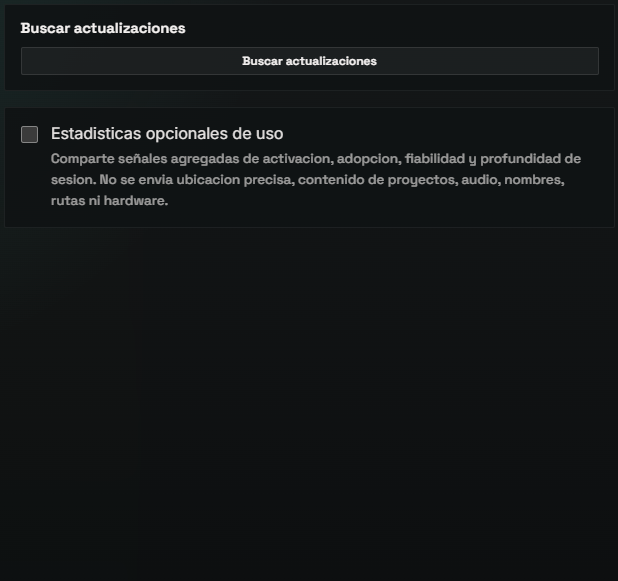 Buscar actualizaciones
Buscar actualizaciones
Estadisticas opcionales de uso
Comparte señales agregadas de activacion, adopcion, fiabilidad y profundidad de
sesion. No se envia ubicacion precisa, contenido de proyectos, audio, nombres,
rutas ni hardware.